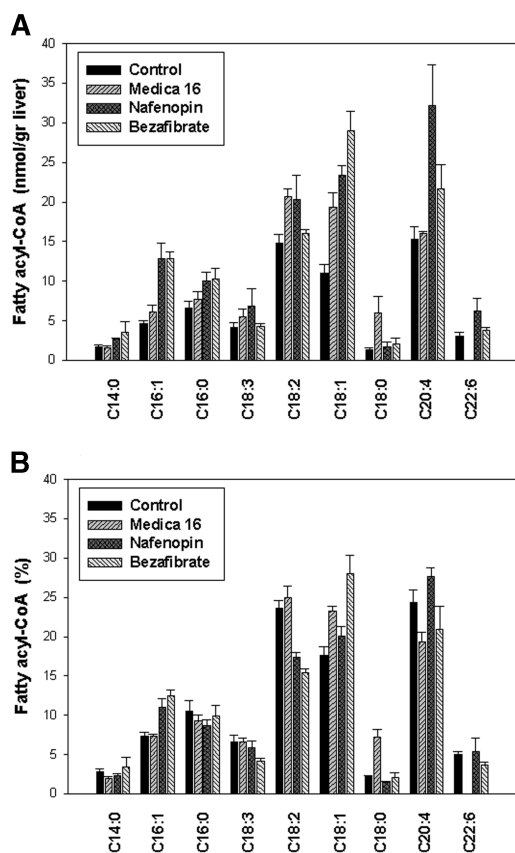 A
Fatty acyl-CoA (nmol/gr liver)
40
35
30
25
20
15
10
5
0
Control
Medica 16
Nafenopin
Bezafibrate
C14:0
C16:1
C16:0
C18:3
C18:2
C18:1
C18:0
C20:4
C22:6
B
Fatty acyl-CoA (%)
40
35
30
25
20
15
10
5
0
Control
Medica 16
Nafenopin
Bezafibrate
C14:0
C16:1
C16:0
C18:3
C18:2
C18:1
C18:0
C20:4
C22:6